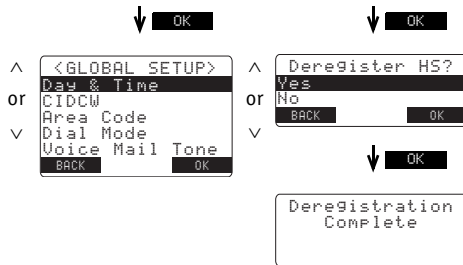 OK
∧
or
∨
<GLOBAL SETUP>
Day & Time
CIDCW
Area Code
Dial Mode
Voice Mail Tone
BACK OK
OK
∧
or
∨
Deregister HS?
Yes
No
BACK OK
OK
Deregistration
Complete